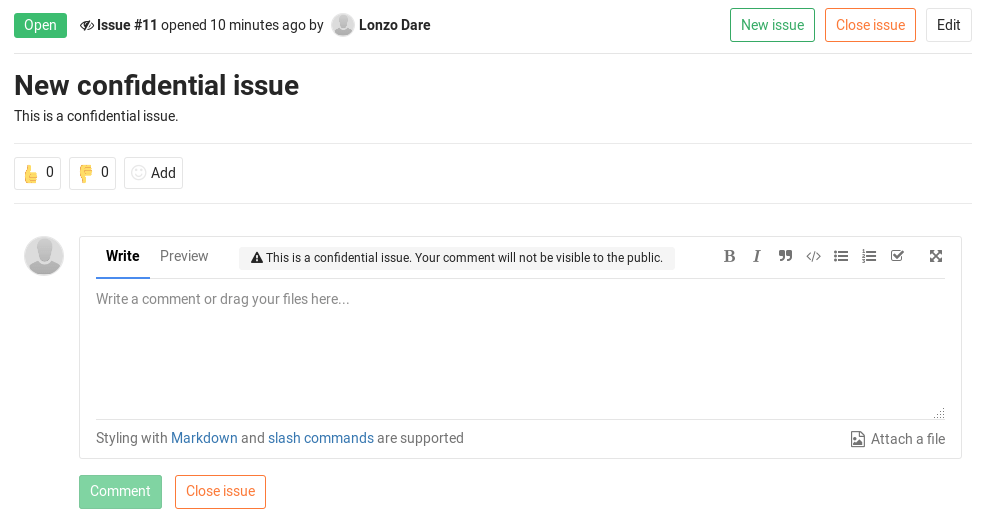 Open Issue #11 opened 10 minutes ago by Lonzo Dare New issue Close issue Edit
New confidential issue
This is a confidential issue.
0 0 Add
Write Preview This is a confidential issue. Your comment will not be visible to the public. B I
Write a comment or drag your files here...
Styling with Markdown and slash commands are supported Attach a file
Comment Close issue